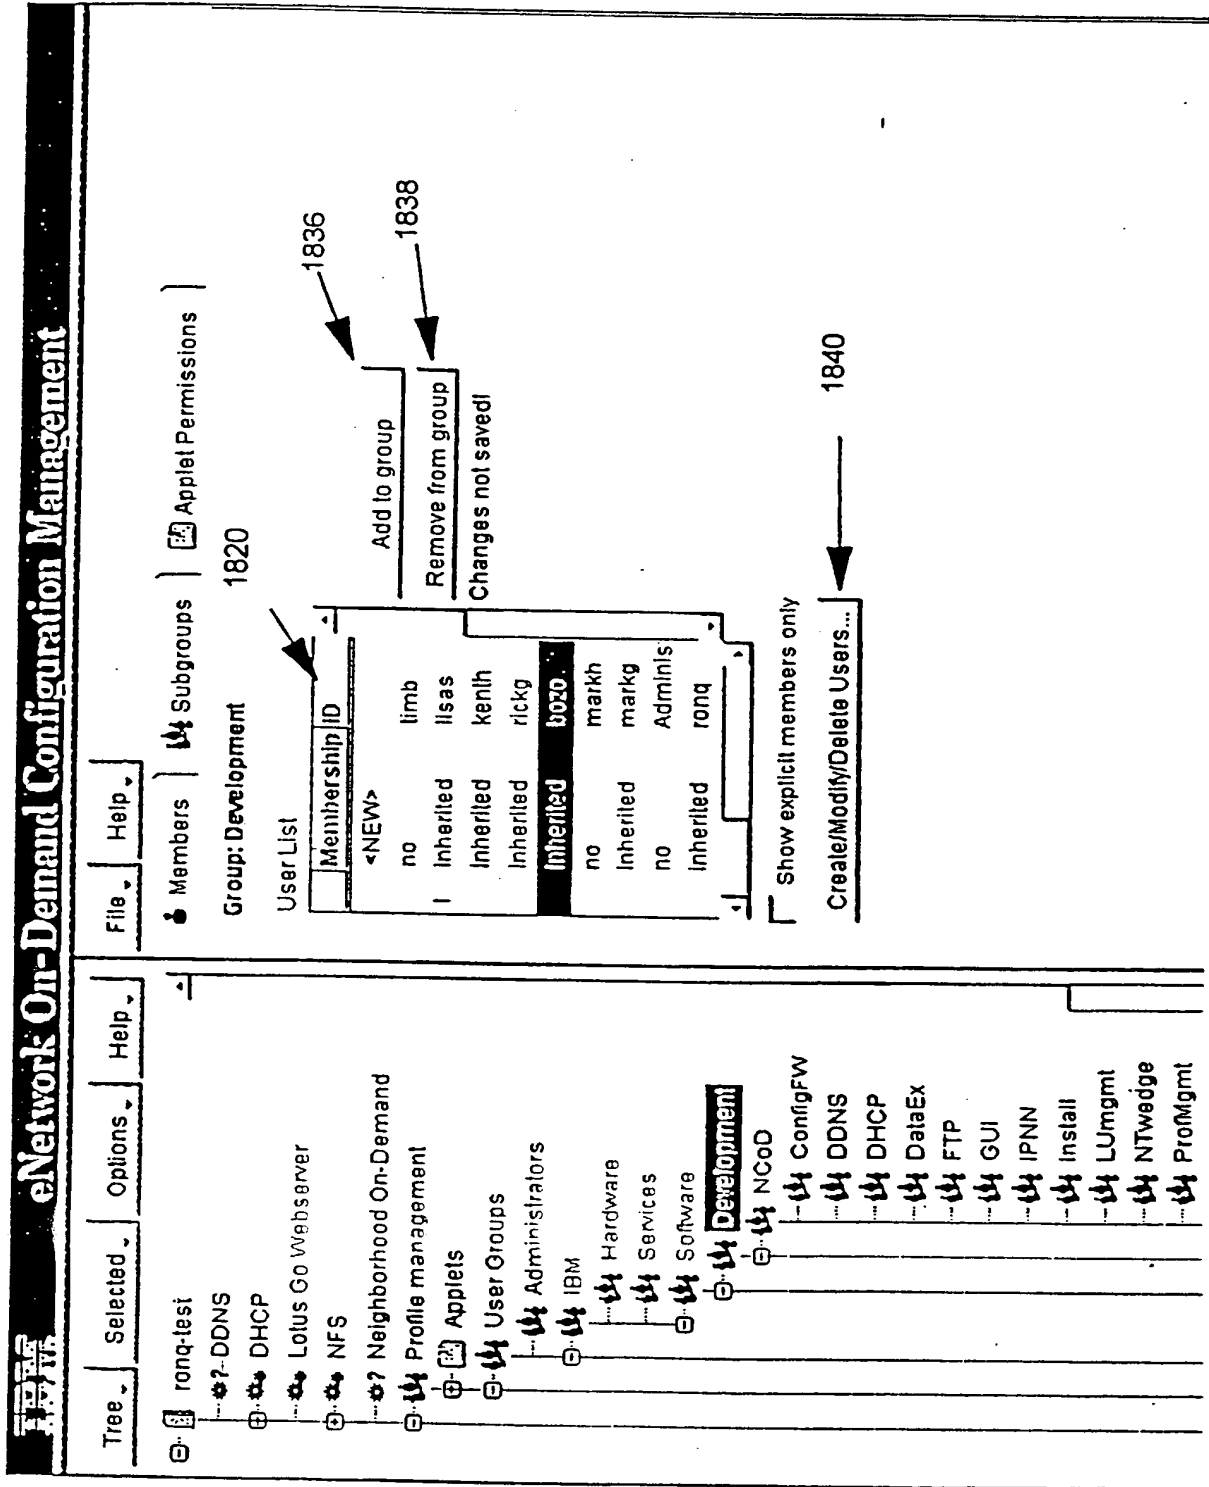 IBM eNetwork On-Demand Configuration Management
Tree Selected Options Help
ronq-test
?-DDNS
DHCP
Lotus Go Webserver
NFS
? Neighborhood On-Demand
Profile management
Applets
User Groups
Administrators
IBM
Hardware
Services
Software
Development
NCoD
ConfigFW
DDNS
DHCP
DataEx
FTP
GUI
IPNN
Install
LUmgmt
NTwedge
ProfMgmt
File Help
Members Subgroups Applet Permissions
Group: Development
1820
User List
Membership ID
<NEW>
no limb
Inherited lisas
Inherited kenlh
Inherited rickg
Inherited bozo
no markh
Inherited markg
no Adminis
Inherited ronq
Add to group
1836
Remove from group
1838
Changes not saved!
Show explicit members only
Create/Modify/Delete Users...
1840